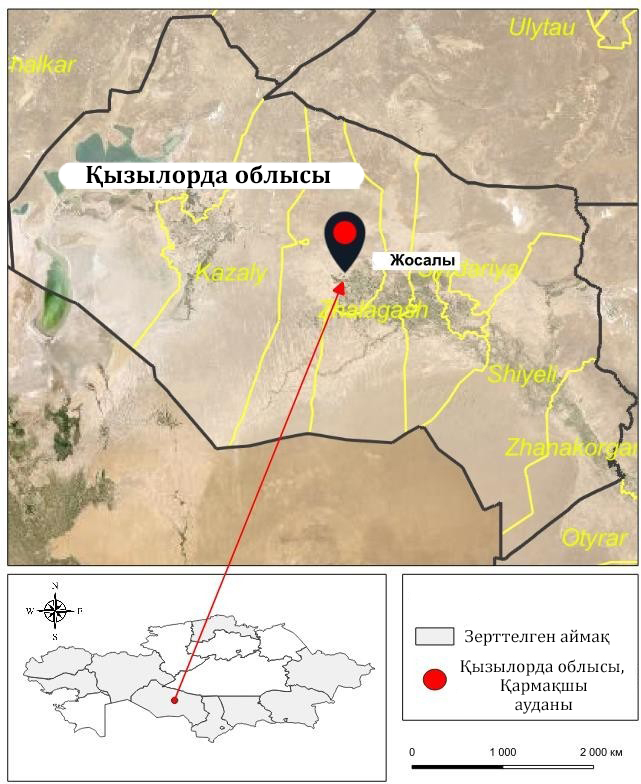 Ulytau
halkar
Қызылорда облысы
Жосалы
Kazaly
Syrdariya
Zhalagash
Shiyeli
Zhanakorgan
Otyrar
N
W E
S
Зерттелген аймақ
Қызылорда облысы,
Қармақшы
ауданы
0 1 000 2 000 км